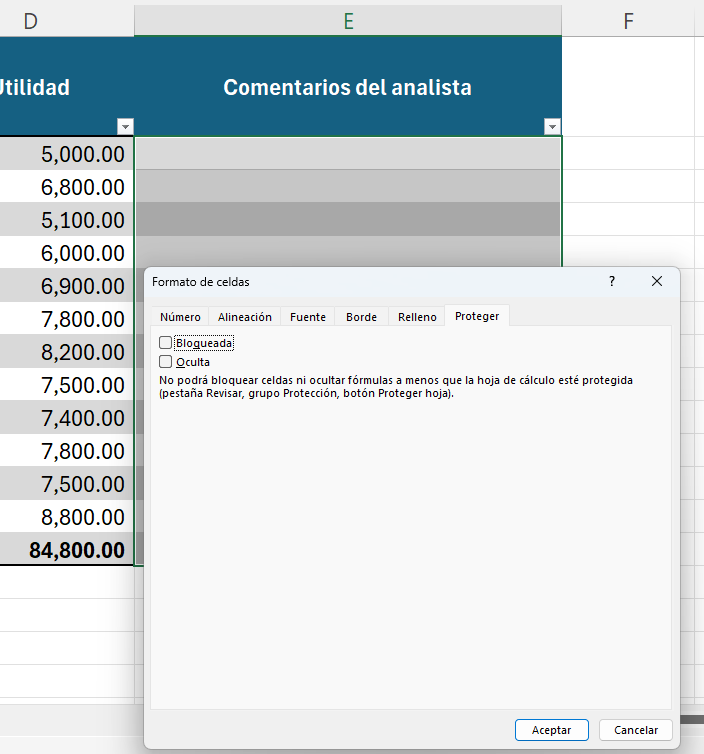 D E F
Utilidad Comentarios del analista
5,000.00
6,800.00
5,100.00
6,000.00
6,900.00
7,800.00
8,200.00
7,500.00
7,400.00
7,800.00
7,500.00
8,800.00
84,800.00
Formato de celdas ?
Número Alineación Fuente Borde Relleno Proteger
Bloqueada
Oculta
No podrá bloquear celdas ni ocultar fórmulas a menos que la hoja de cálculo esté protegida
(pestaña Revisar, grupo Protección, botón Proteger hoja).
Aceptar Cancelar